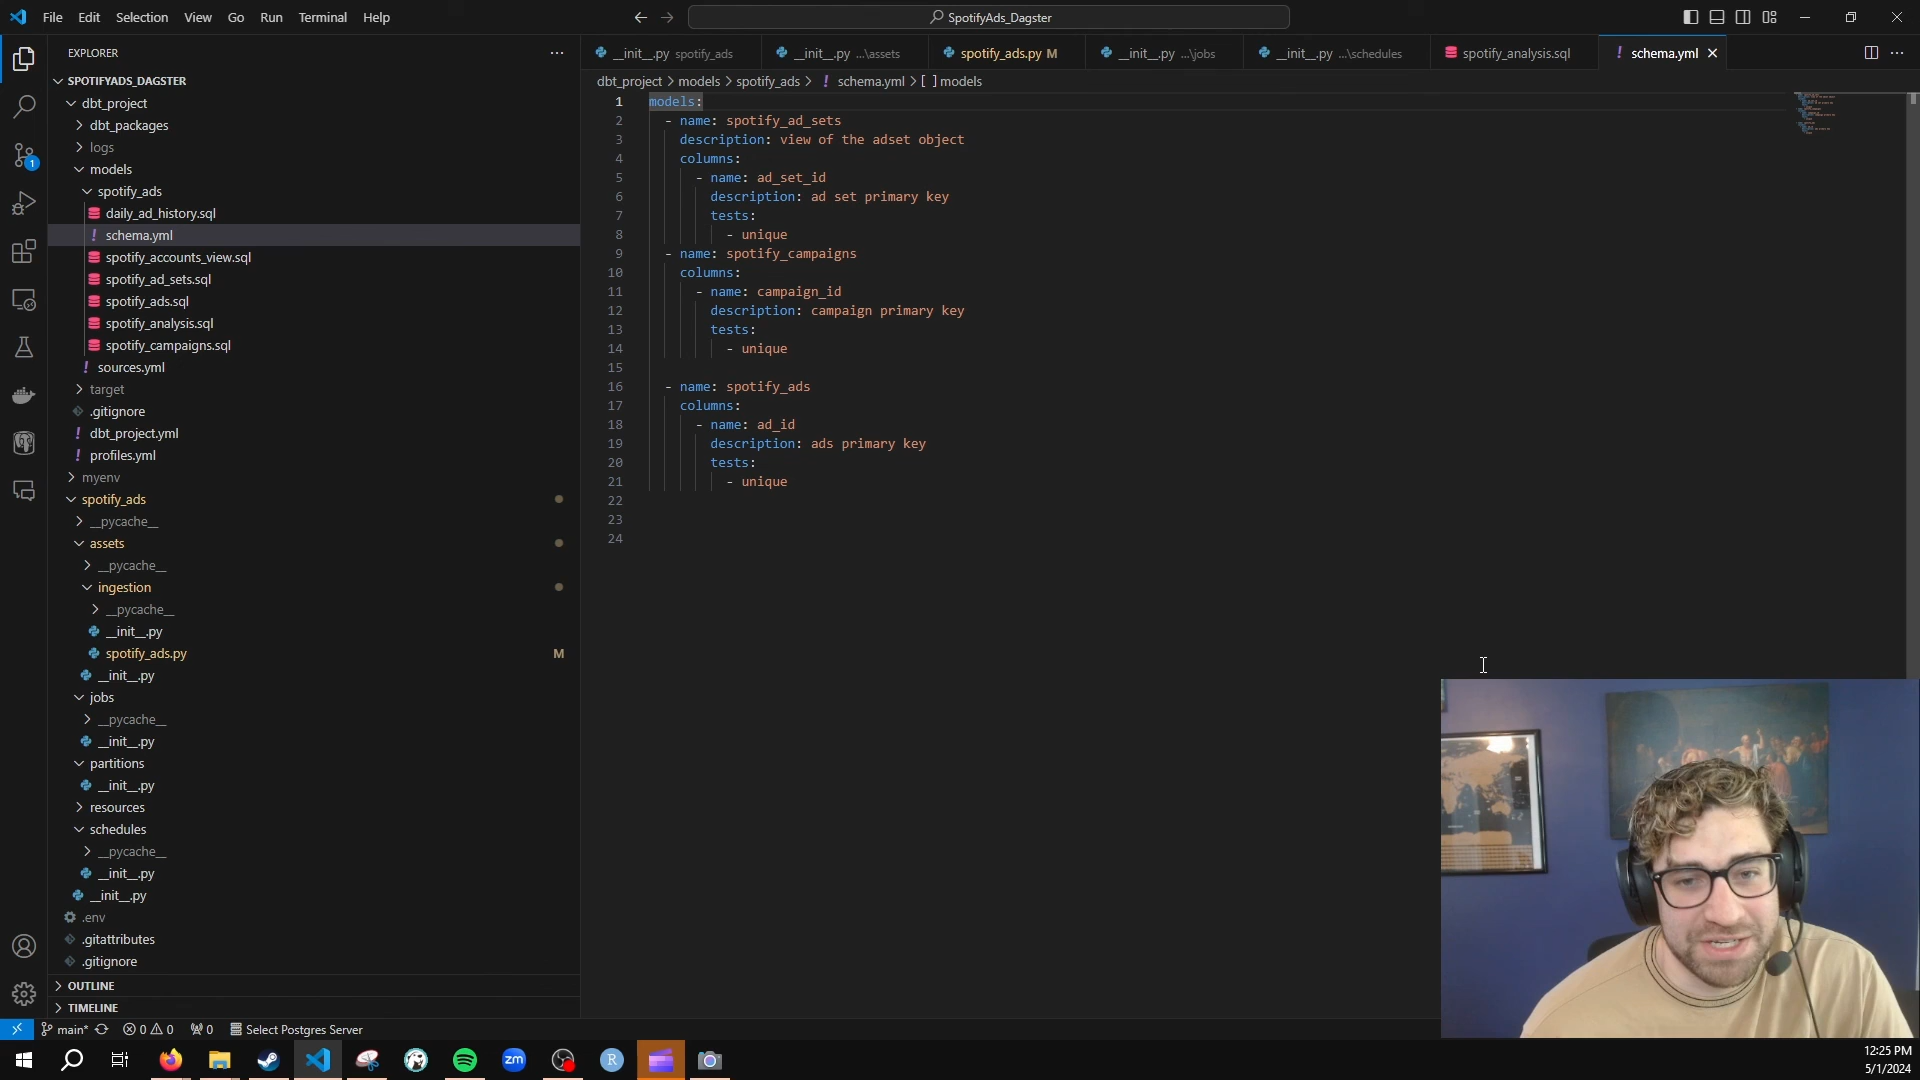 File Edit Selection View Go Run Terminal Help
SpotifyAds_Dagster
EXPLORER
SPOTIFYADS_DAGSTER
dbt_project
dbt_packages
logs
models
spotify_ads
daily_ad_history.sql
schema.yml
spotify_accounts_view.sql
spotify_ad_sets.sql
spotify_ads.sql
spotify_analysis.sql
spotify_campaigns.sql
sources.yml
target
.gitignore
dbt_project.yml
profiles.yml
myenv
spotify_ads
__pycache__
assets
__pycache__
ingestion
__pycache__
__init__.py
spotify_ads.py M
__init__.py
jobs
__pycache__
__init__.py
partitions
__init__.py
resources
schedules
__pycache__
__init__.py
__init__.py
.env
.gitattributes
.gitignore
OUTLINE
TIMELINE
1
__init__.py spotify_ads __init__.py ...\assets spotify_ads.py M __init__.py ...\jobs __init__.py ...\schedules spotify_analysis.sql ! schema.yml
dbt_project > models > spotify_ads > ! schema.yml > [ ] models
1 models:
2 - name: spotify_ad_sets
3 description: view of the adset object
4 columns:
5 - name: ad_set_id
6 description: ad set primary key
7 tests:
8 - unique
9 - name: spotify_campaigns
10 columns:
11 - name: campaign_id
12 description: campaign primary key
13 tests:
14 - unique
15
16 - name: spotify_ads
17 columns:
18 - name: ad_id
19 description: ads primary key
20 tests:
21 - unique
22
23
24
main* 0 0 0 Select Postgres Server
zm
R
12:25 PM
5/1/2024